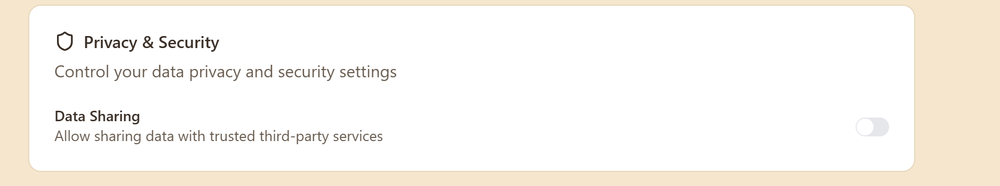 Privacy & Security
Control your data privacy and security settings
Data Sharing
Allow sharing data with trusted third-party services